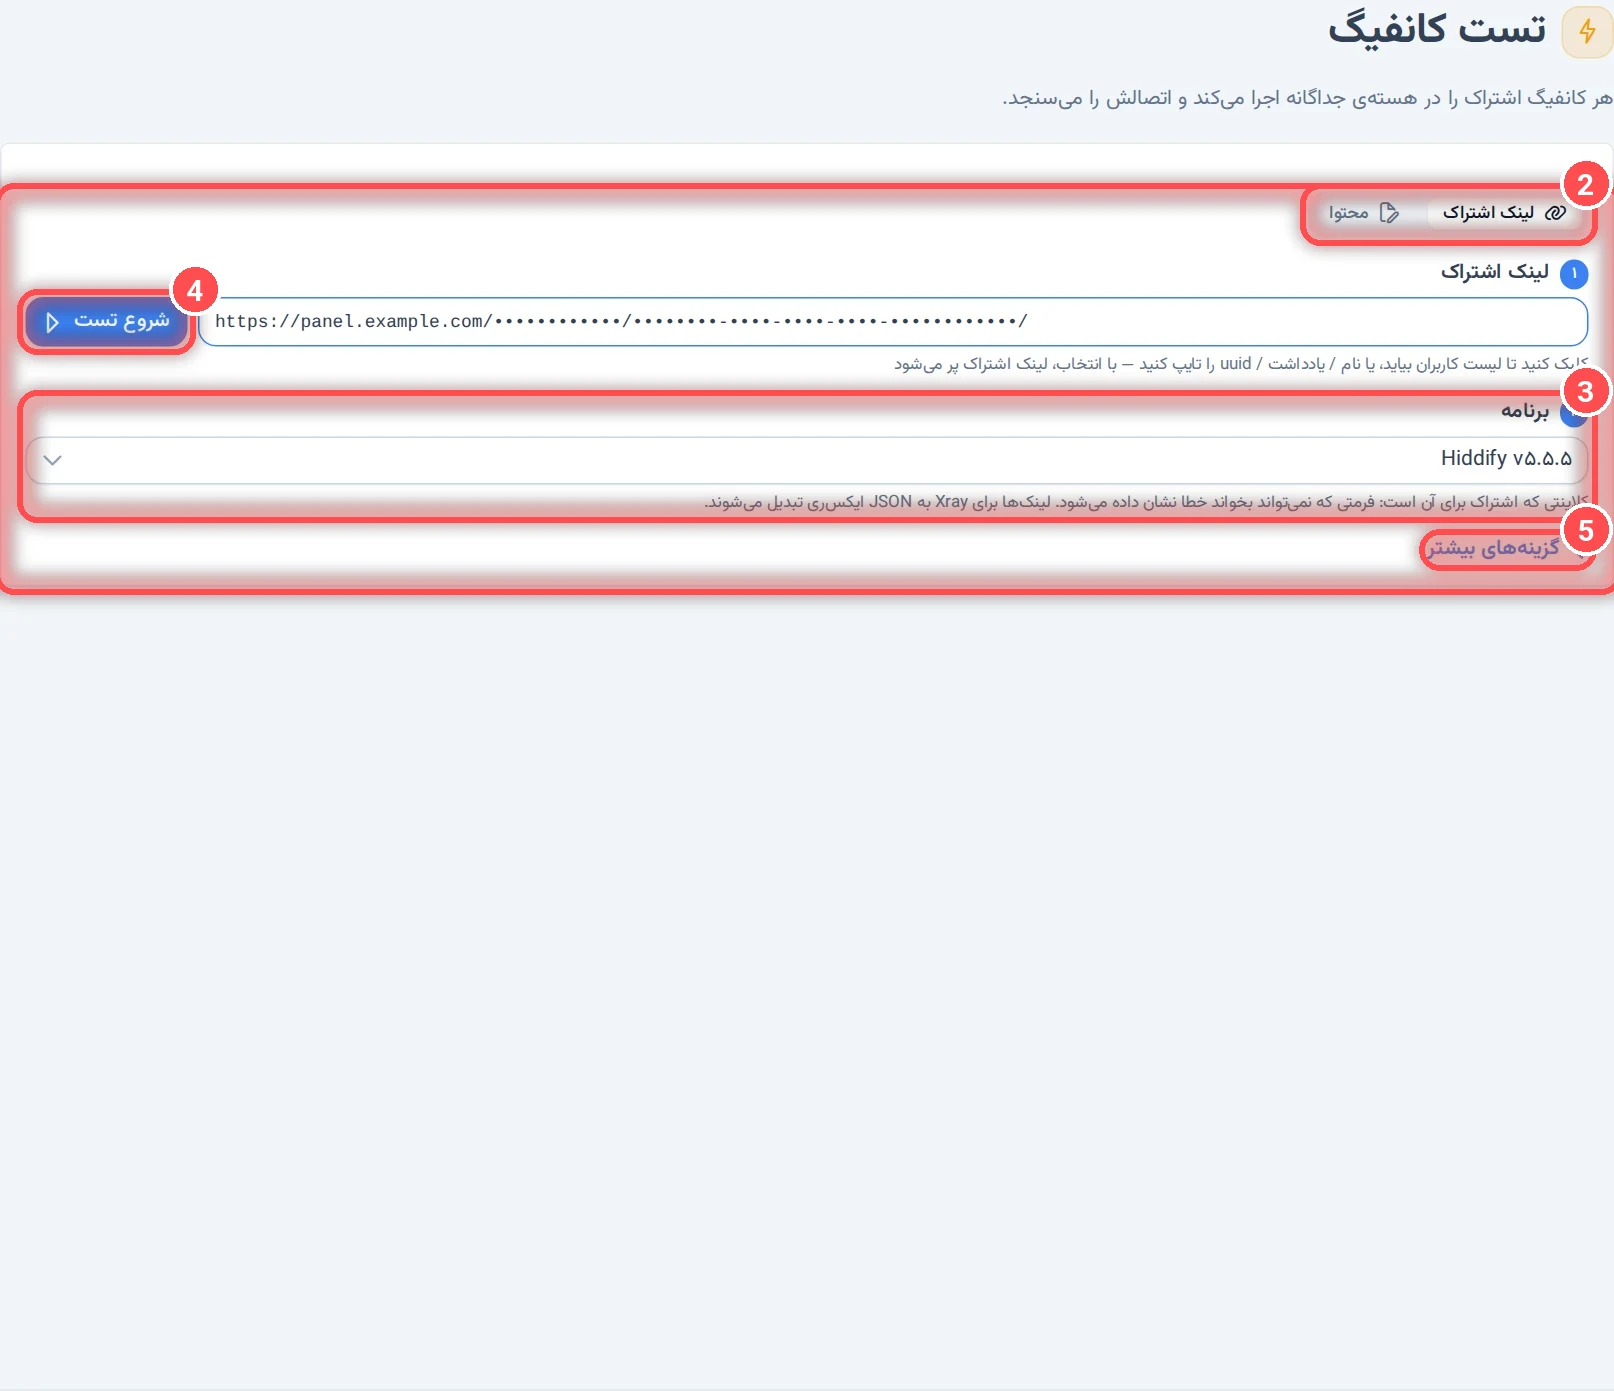 تست کانفیگ
هر کانفیگ اشتراک را در هسته‌ی جداگانه اجرا می‌کند و اتصالش را می‌سنجد.
2
لینک اشتراک
محتوا
۱ لینک اشتراک
https://panel.example.com/••••••••••••/••••••••-••••-••••-••••-••••••••••••/
4
شروع تست
کلیک کنید تا لیست کاربران بیاید، یا نام / یادداشت / uuid را تایپ کنید — با انتخاب، لینک اشتراک پر می‌شود
3
برنامه
Hiddify v۵.۵.۵
کلاینتی که اشتراک برای آن است: فرمتی که نمی‌تواند بخواند خطا نشان داده می‌شود. لینک‌ها برای Xray به JSON ایکس‌ری تبدیل می‌شوند.
5
گزینه‌های بیشتر